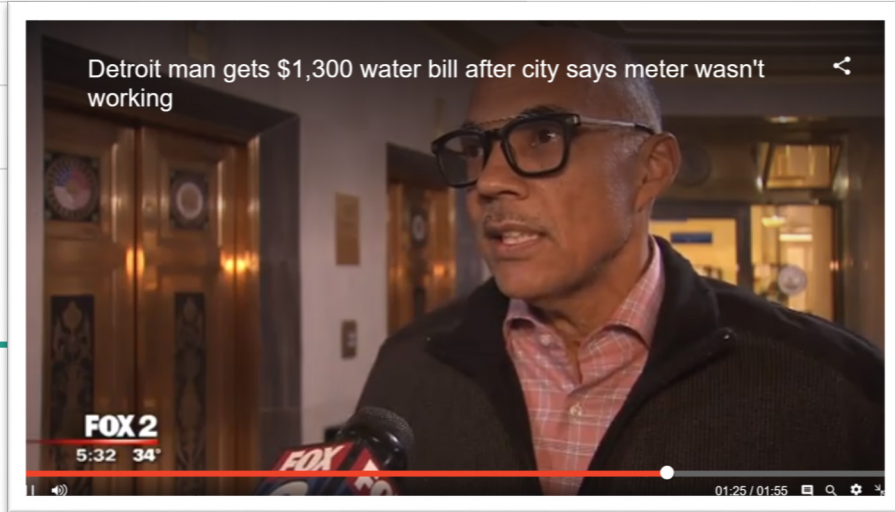 Detroit man gets $1,300 water bill after city says meter wasn't
working
FOX 2
5:32 34°
FOX
01:25 / 01:55